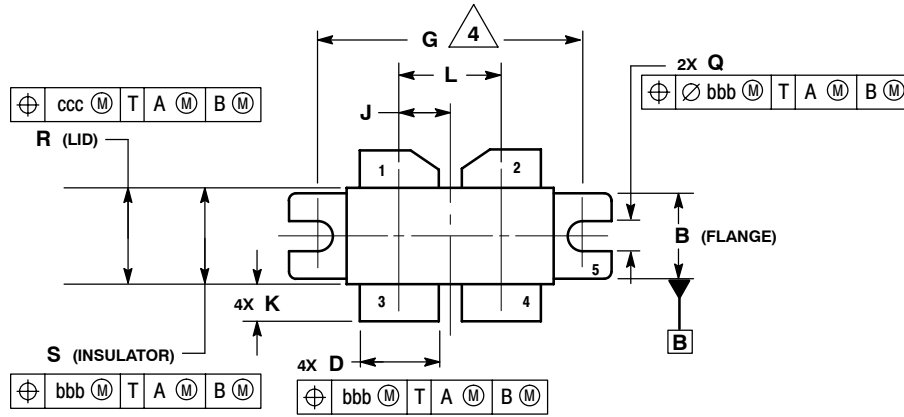 G 4
2X Q
⌖ ⌀ bbb Ⓜ T A Ⓜ B Ⓜ
L
⌖ ccc Ⓜ T A Ⓜ B Ⓜ
J
R (LID)
1 2
B (FLANGE)
5
4X K
3 4
B
S (INSULATOR)
4X D
⌖ bbb Ⓜ T A Ⓜ B Ⓜ
⌖ bbb Ⓜ T A Ⓜ B Ⓜ